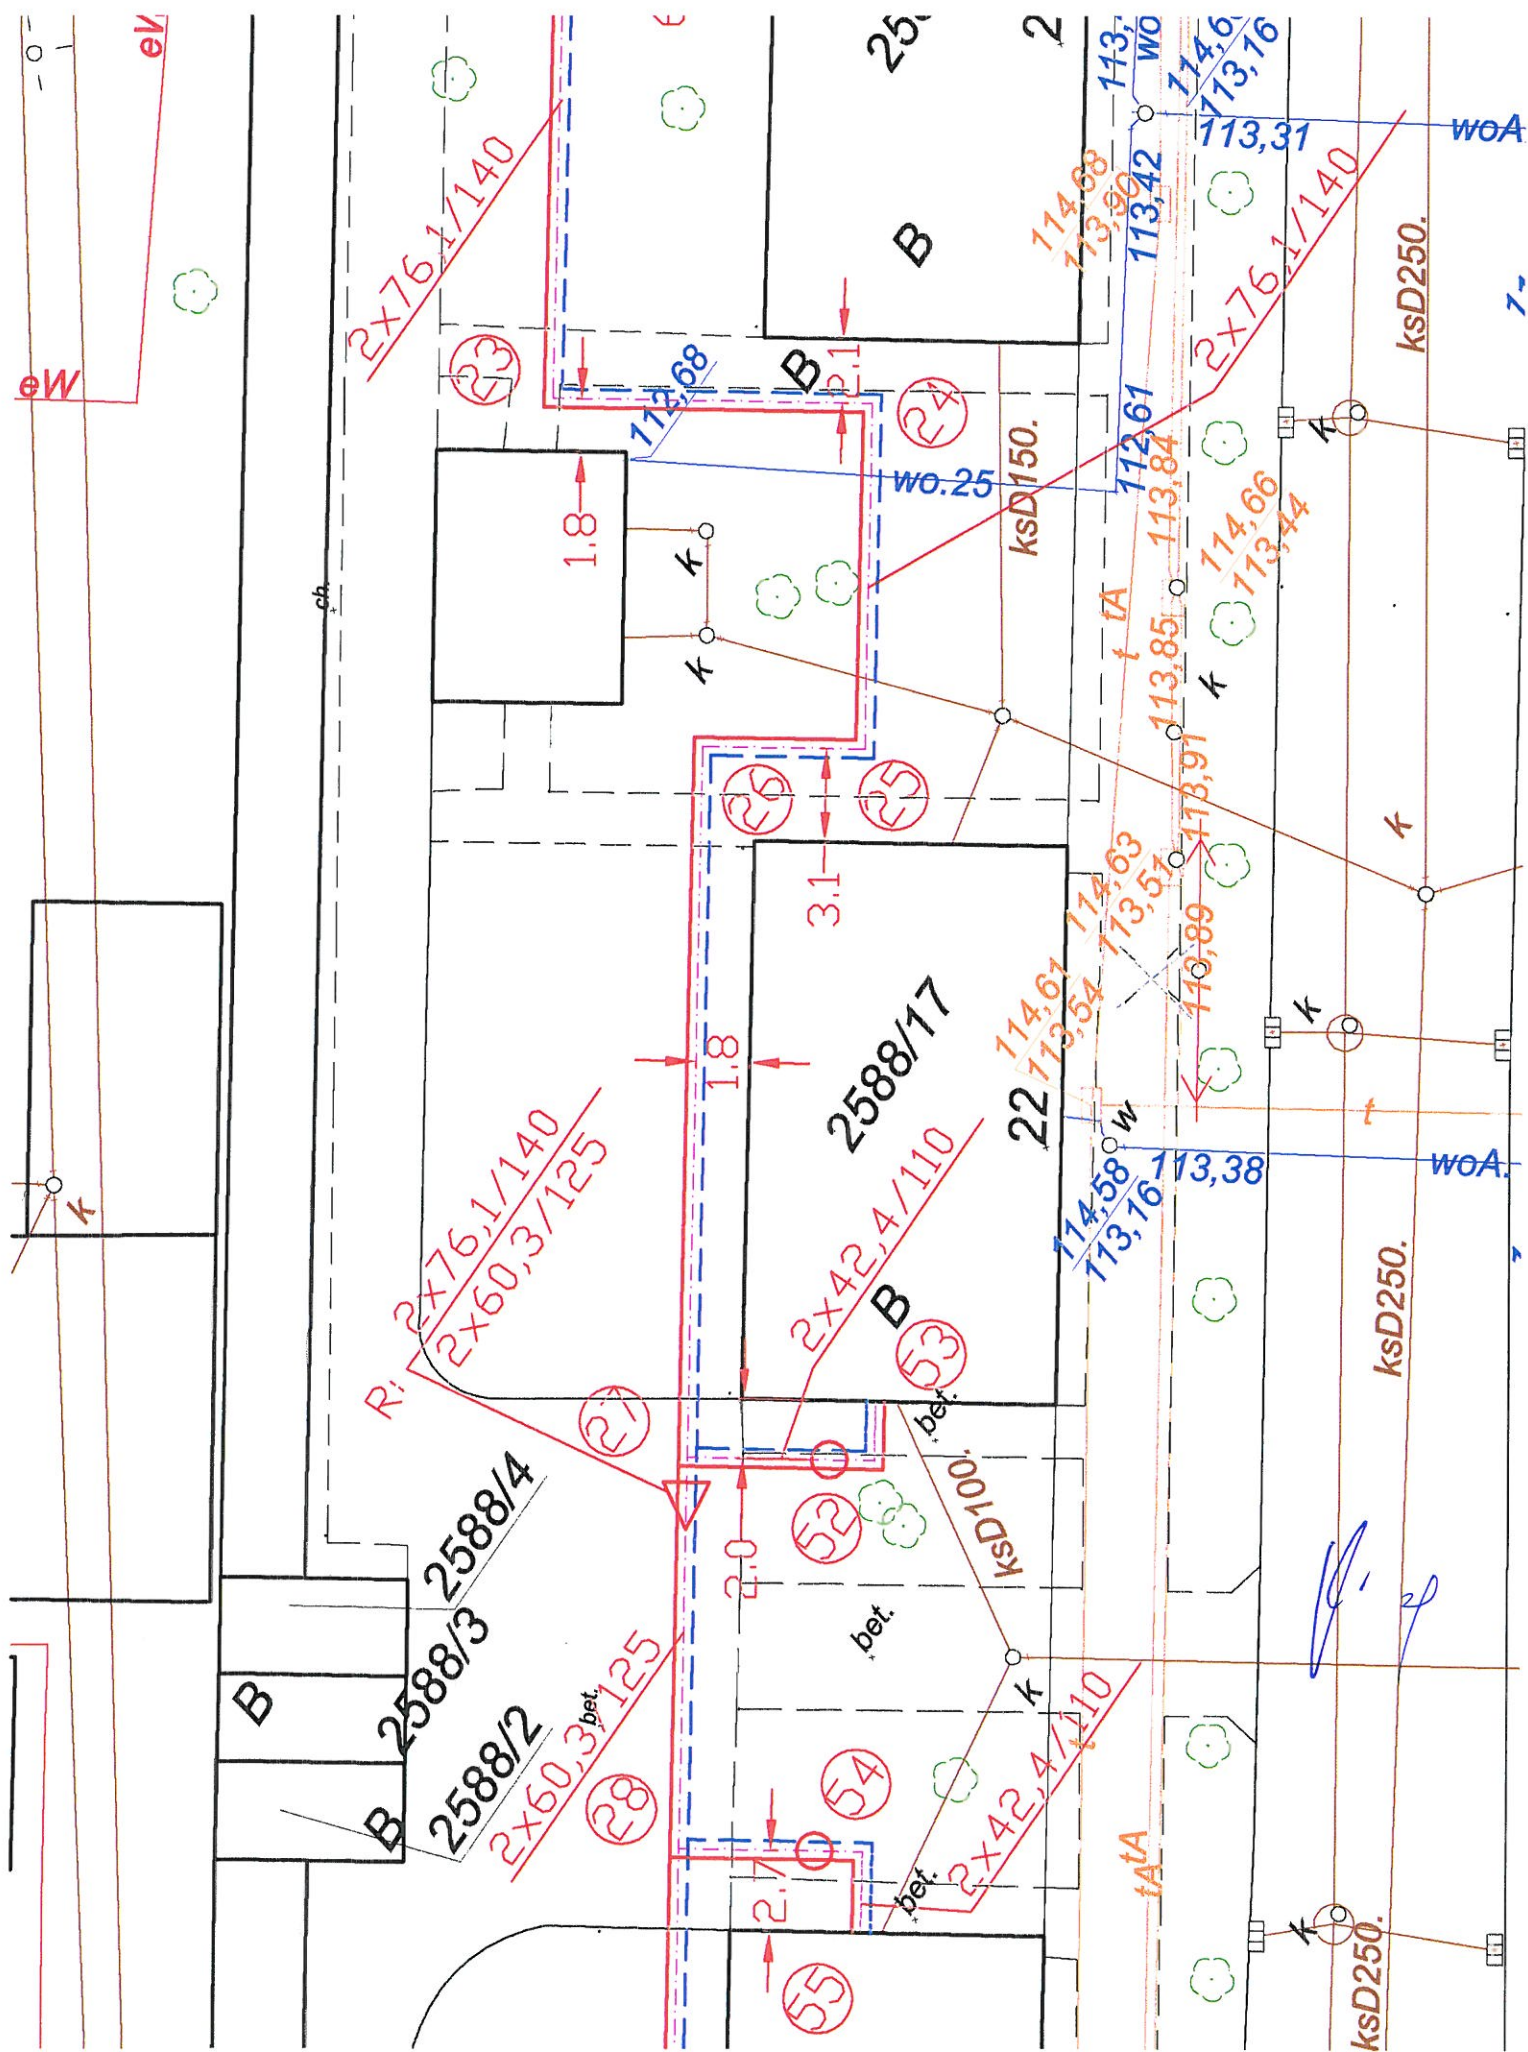 eW
2x76,1/140
B
113,31
woA
114,68
113,90
113,42
113,16
2x76,1/140
ksD250.
eW
23
112,68
B
24
wo.25
112,61
113,84
1.8
ksD150.
k
k
114,66
113,44
ch.
k
k
tA
t
113,85
k
26
25
113,91
k
3.1
114,63
113,51
113,89
114,61
113,54
k
1.8
2588/17
22
w
t
2x76,1/140
2x60,3/125
2x42,4/110
k
113,38
woA.
114,58
113,16
B
53
ksD250.
27
bet.
2588/4
ksD100.
52
2.0
2588/3
B
bet.
2588/2
B
2x60,3/125
bet.
k
t
28
54
2x42,4/110
2.7
bet.
tA
tA
k
55
ksD250.